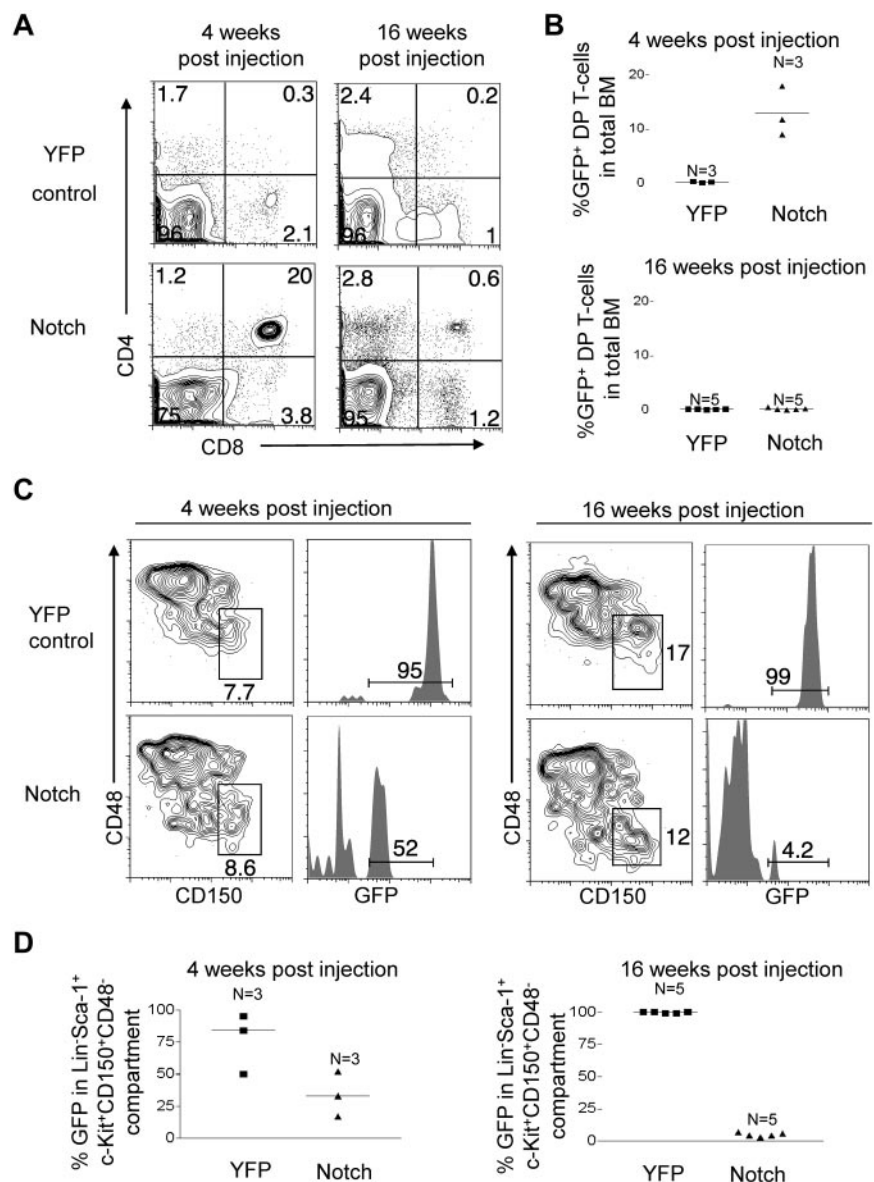 A
4 weeks
post injection
16 weeks
post injection
YFP
control
1.7 0.3
96 2.1
2.4 0.2
96 1
Notch
1.2 20
75 3.8
2.8 0.6
95 1.2
CD4
CD8
B
4 weeks post injection
%GFP⁺ DP T-cells
in total BM
20
10
0
N=3
N=3
YFP Notch
16 weeks post injection
%GFP⁺ DP T-cells
in total BM
20
10
0
N=5 N=5
YFP Notch
C
4 weeks post injection
16 weeks post injection
YFP
control
7.7
95
17
99
Notch
8.6
52
12
4.2
CD48
CD150 GFP
CD48
CD150 GFP
D
4 weeks post injection
% GFP in Lin⁻Sca-1⁺
c-Kit⁺CD150⁺CD48⁻
compartment
100
75
50
25
0
N=3
N=3
YFP Notch
16 weeks post injection
% GFP in Lin⁻Sca-1⁺
c-Kit⁺CD150⁺CD48⁻
compartment
100
75
50
25
0
N=5
N=5
YFP Notch